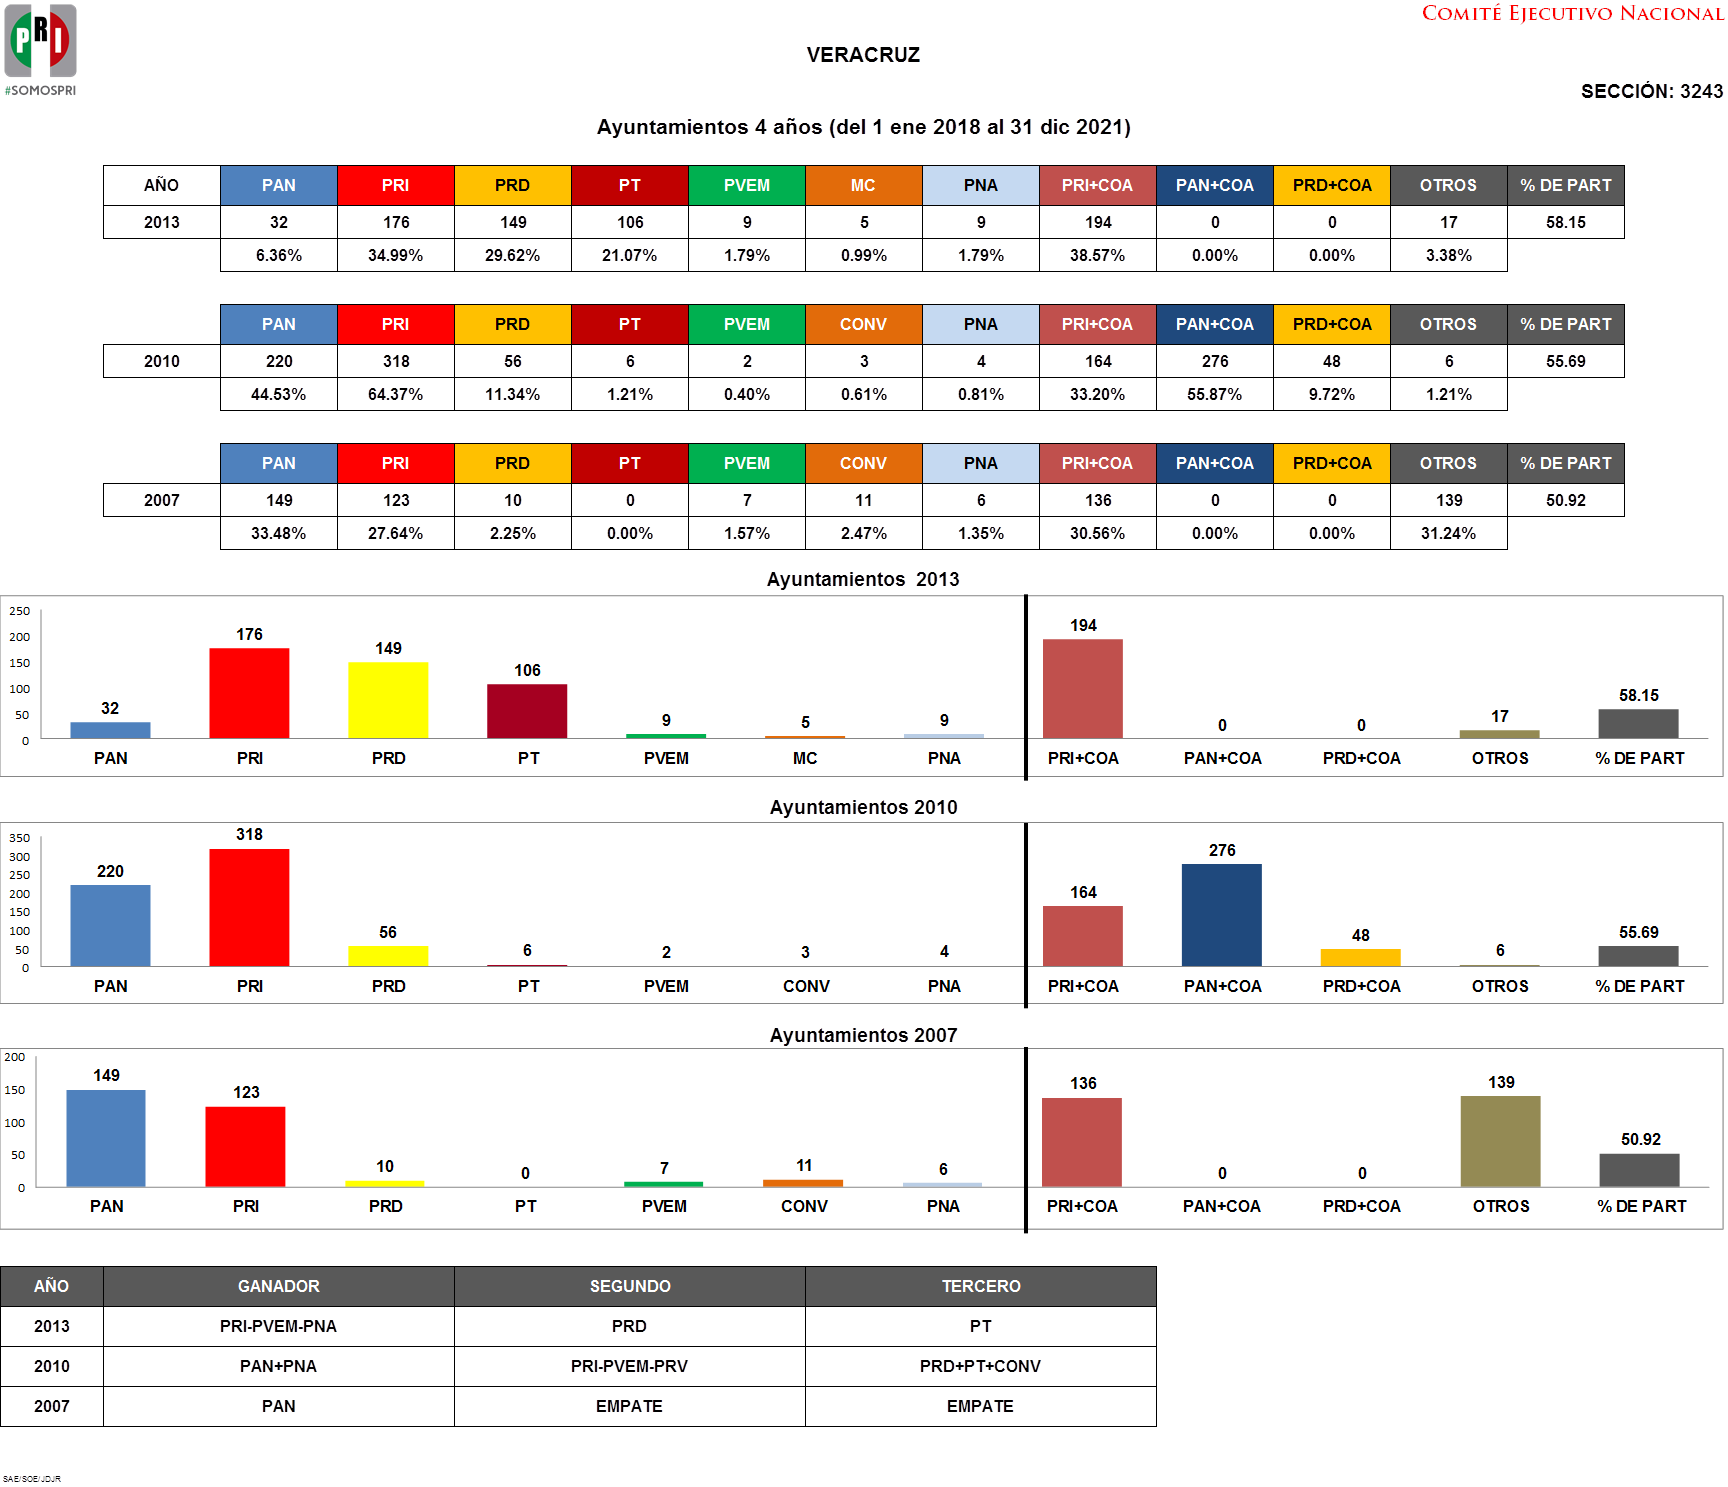 PRI
#SOMOSPRI
COMITÉ EJECUTIVO NACIONAL
VERACRUZ
SECCIÓN: 3243
Ayuntamientos 4 años (del 1 ene 2018 al 31 dic 2021)
AÑO PAN PRI PRD PT PVEM MC PNA PRI+COA PAN+COA PRD+COA OTROS % DE PART
2013 32 176 149 106 9 5 9 194 0 0 17 58.15
6.36% 34.99% 29.62% 21.07% 1.79% 0.99% 1.79% 38.57% 0.00% 0.00% 3.38%
PAN PRI PRD PT PVEM CONV PNA PRI+COA PAN+COA PRD+COA OTROS % DE PART
2010 220 318 56 6 2 3 4 164 276 48 6 55.69
44.53% 64.37% 11.34% 1.21% 0.40% 0.61% 0.81% 33.20% 55.87% 9.72% 1.21%
PAN PRI PRD PT PVEM CONV PNA PRI+COA PAN+COA PRD+COA OTROS % DE PART
2007 149 123 10 0 7 11 6 136 0 0 139 50.92
33.48% 27.64% 2.25% 0.00% 1.57% 2.47% 1.35% 30.56% 0.00% 0.00% 31.24%
Ayuntamientos 2013
250
200
150
100
50
0
32 176 149 106 9 5 9 194 0 0 17 58.15
PAN PRI PRD PT PVEM MC PNA PRI+COA PAN+COA PRD+COA OTROS % DE PART
Ayuntamientos 2010
350
300
250
200
150
100
50
0
220 318 56 6 2 3 4 164 276 48 6 55.69
PAN PRI PRD PT PVEM CONV PNA PRI+COA PAN+COA PRD+COA OTROS % DE PART
Ayuntamientos 2007
200
150
100
50
0
149 123 10 0 7 11 6 136 0 0 139 50.92
PAN PRI PRD PT PVEM CONV PNA PRI+COA PAN+COA PRD+COA OTROS % DE PART
AÑO GANADOR SEGUNDO TERCERO
2013 PRI-PVEM-PNA PRD PT
2010 PAN+PNA PRI-PVEM-PRV PRD+PT+CONV
2007 PAN EMPATE EMPATE
SAE/SOE/JDJR